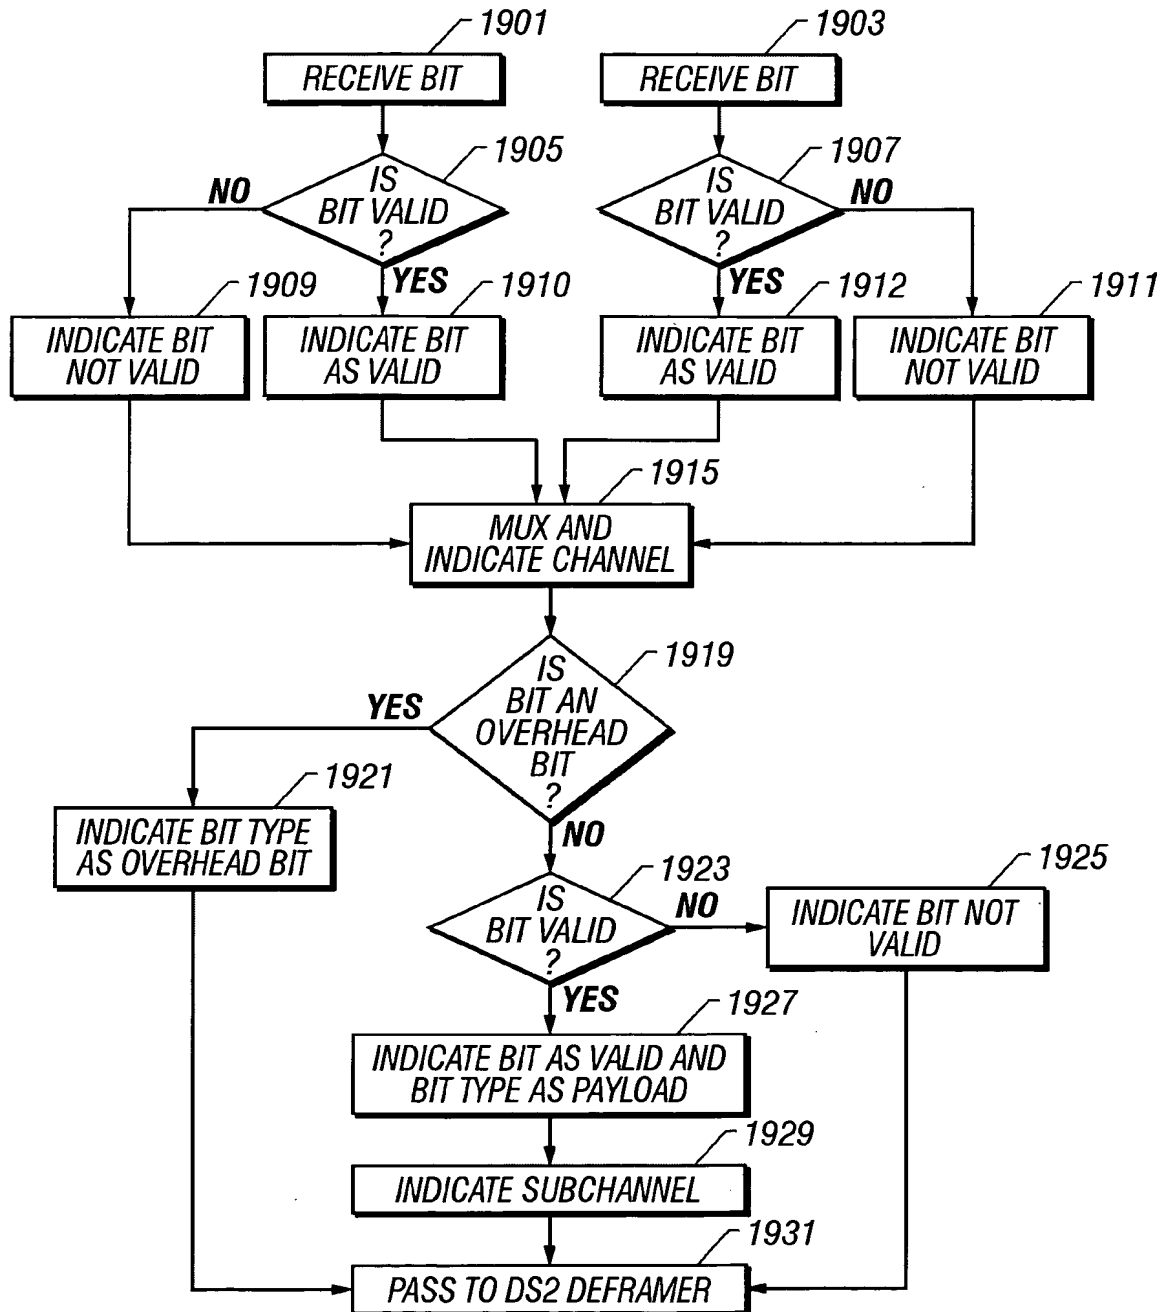 1901
RECEIVE BIT
1903
RECEIVE BIT
1905
IS
BIT VALID
?
NO
YES
1907
IS
BIT VALID
?
NO
YES
1909
INDICATE BIT
NOT VALID
1910
INDICATE BIT
AS VALID
1912
INDICATE BIT
AS VALID
1911
INDICATE BIT
NOT VALID
1915
MUX AND
INDICATE CHANNEL
1919
IS
BIT AN
OVERHEAD
BIT
?
YES
NO
1921
INDICATE BIT TYPE
AS OVERHEAD BIT
1923
IS
BIT VALID
?
NO
YES
1925
INDICATE BIT NOT
VALID
1927
INDICATE BIT AS VALID AND
BIT TYPE AS PAYLOAD
1929
INDICATE SUBCHANNEL
1931
PASS TO DS2 DEFRAMER